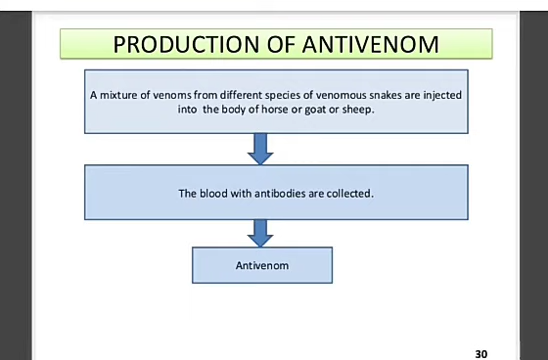 PRODUCTION OF ANTIVENOM
A mixture of venoms from different species of venomous snakes are injected
into the body of horse or goat or sheep.
The blood with antibodies are collected.
Antivenom
30